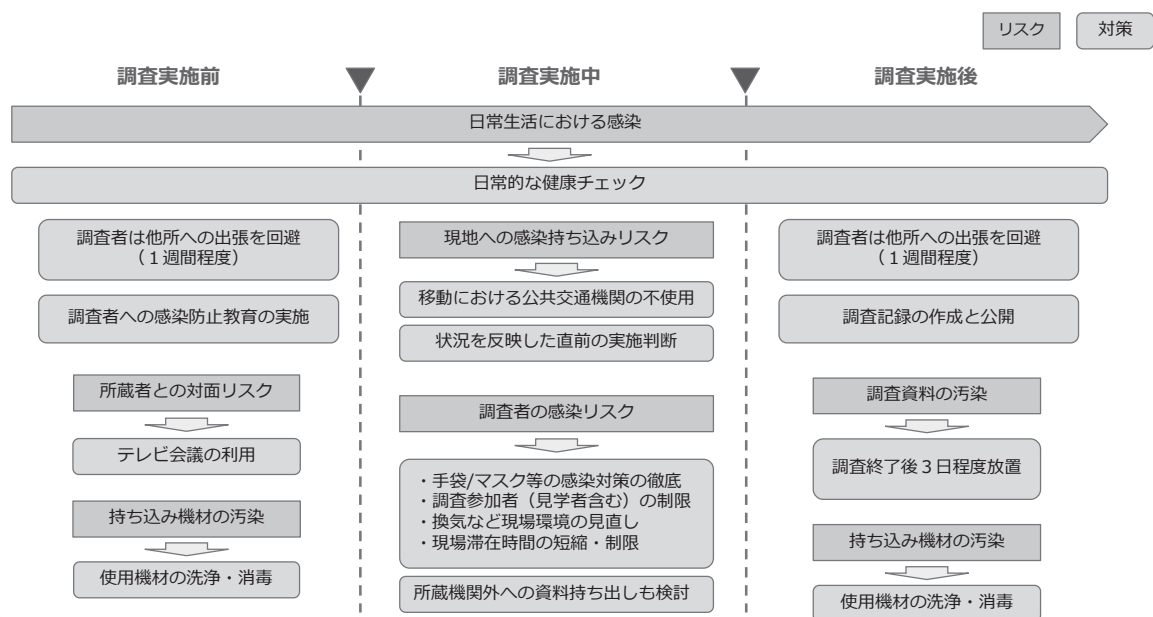 リスク
対策
調査実施前
調査実施中
調査実施後
日常生活における感染
日常的な健康チェック
調査者は他所への出張を回避
（１週間程度）
調査者への感染防止教育の実施
所蔵者との対面リスク
テレビ会議の利用
持ち込み機材の汚染
使用機材の洗浄・消毒
現地への感染持ち込みリスク
移動における公共交通機関の不使用
状況を反映した直前の実施判断
調査者の感染リスク
・手袋/マスク等の感染対策の徹底
・調査参加者（見学者含む）の制限
・換気など現場環境の見直し
・現場滞在時間の短縮・制限
所蔵機関外への資料持ち出しも検討
調査者は他所への出張を回避
（１週間程度）
調査記録の作成と公開
調査資料の汚染
調査終了後３日程度放置
持ち込み機材の汚染
使用機材の洗浄・消毒